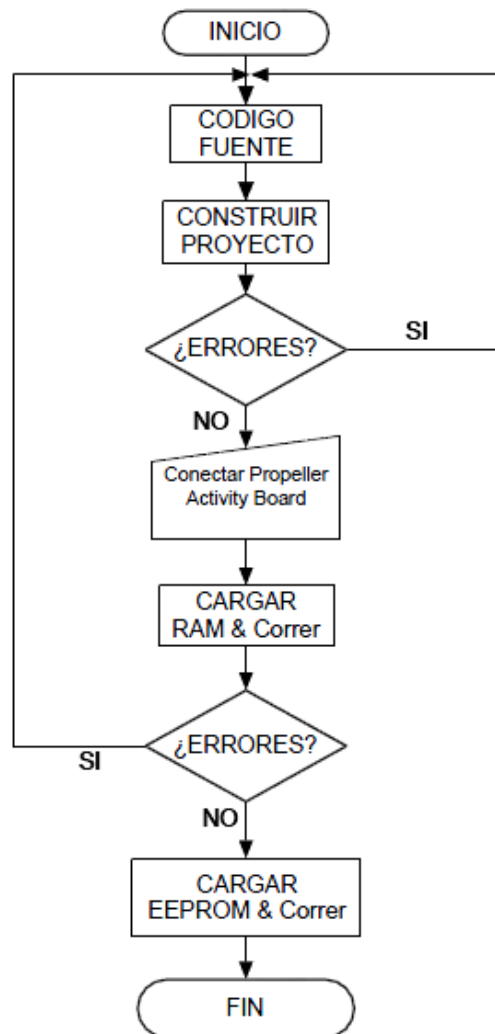 INICIO
CODIGO
FUENTE
CONSTRUIR
PROYECTO
¿ERRORES?
SI
NO
Conectar Propeller
Activity Board
CARGAR
RAM & Correr
¿ERRORES?
SI
NO
CARGAR
EEPROM & Correr
FIN